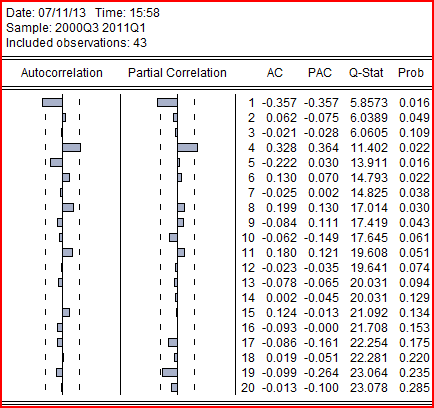 Date: 07/11/13 Time: 15:58
Sample: 2000Q3 2011Q1
Included observations: 43
Autocorrelation Partial Correlation AC PAC Q-Stat Prob
1 -0.357 -0.357 5.8573 0.016
2 0.062 -0.075 6.0389 0.049
3 -0.021 -0.028 6.0605 0.109
4 0.328 0.364 11.402 0.022
5 -0.222 0.030 13.911 0.016
6 0.130 0.070 14.793 0.022
7 -0.025 0.002 14.825 0.038
8 0.199 0.130 17.014 0.030
9 -0.084 0.111 17.419 0.043
10 -0.062 -0.149 17.645 0.061
11 0.180 0.121 19.608 0.051
12 -0.023 -0.035 19.641 0.074
13 -0.078 -0.065 20.031 0.094
14 0.002 -0.045 20.031 0.129
15 0.124 -0.013 21.092 0.134
16 -0.093 -0.000 21.708 0.153
17 -0.086 -0.161 22.254 0.175
18 0.019 -0.051 22.281 0.220
19 -0.099 -0.264 23.064 0.235
20 -0.013 -0.100 23.078 0.285